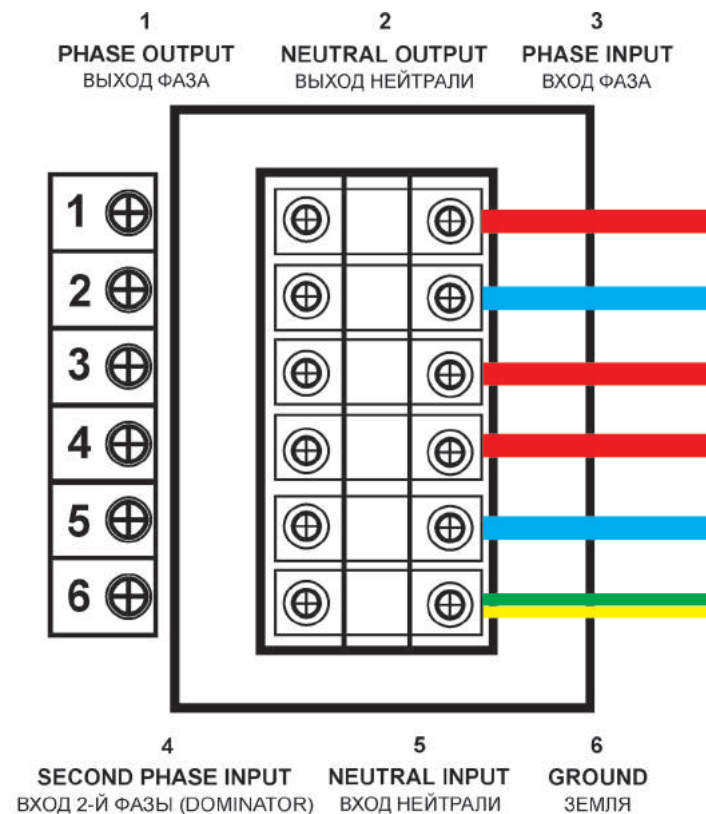 1
PHASE OUTPUT
ВЫХОД ФАЗА
2
NEUTRAL OUTPUT
ВЫХОД НЕЙТРАЛИ
3
PHASE INPUT
ВХОД ФАЗА
1
2
3
4
5
6
4
SECOND PHASE INPUT
ВХОД 2-Й ФАЗЫ (DOMINATOR)
5
NEUTRAL INPUT
ВХОД НЕЙТРАЛИ
6
GROUND
ЗЕМЛЯ